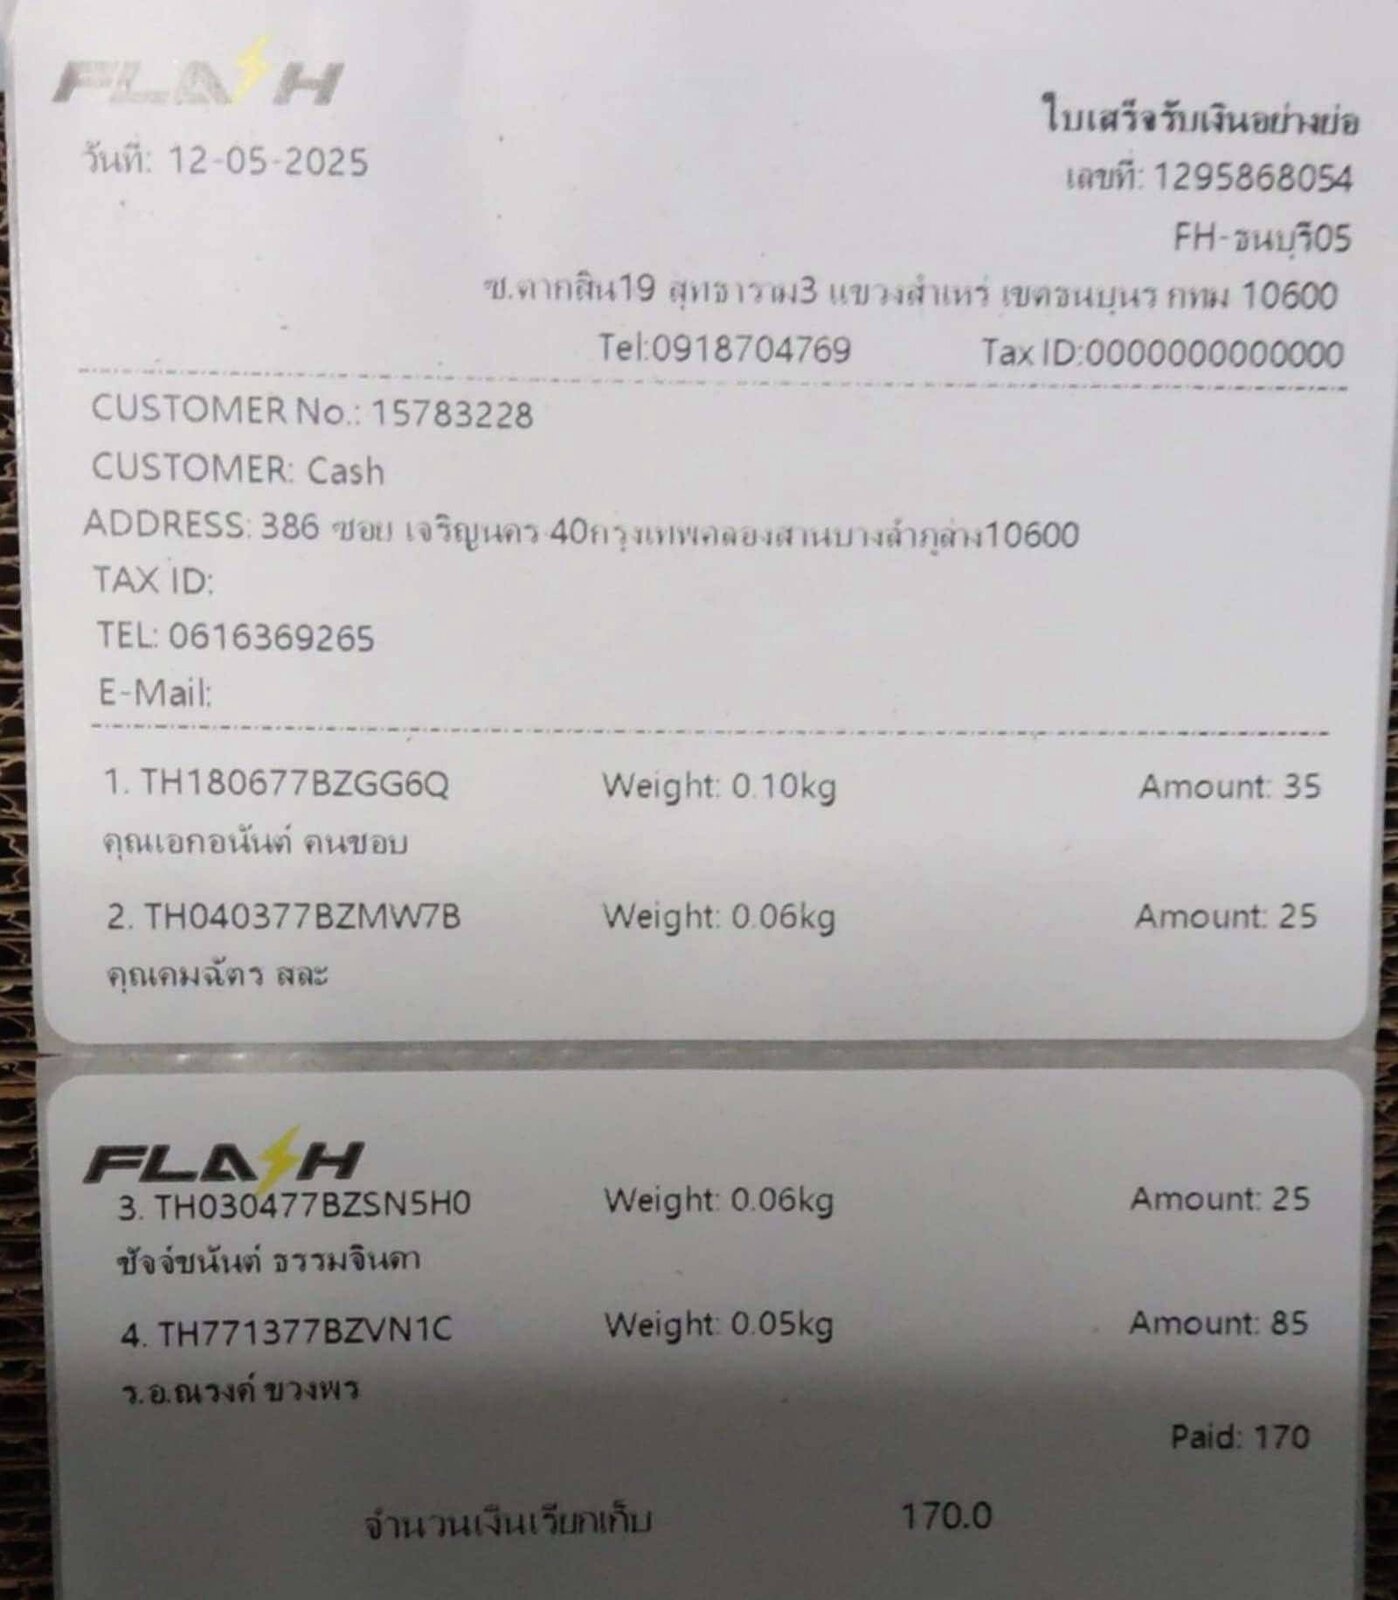 FLASH
ใบเสร็จรับเงินอย่างย่อ
วันที่: 12-05-2025
เลขที่: 1295868054
FH-ธนบุรี05
ซ.ตากสิน19 สุทธาราม3 แขวงสำเหร่ เขตธนบุนร กทม 10600
Tel:0918704769 Tax ID:0000000000000
CUSTOMER No.: 15783228
CUSTOMER: Cash
ADDRESS: 386 ซอย เจริญนคร 40กรุงเทพคลองสานบางลำภูล่าง10600
TAX ID:
TEL: 0616369265
E-Mail:
1. TH180677BZGG6Q Weight: 0.10kg Amount: 35
คุณเอกอนันต์ คนชอบ
2. TH040377BZMW7B Weight: 0.06kg Amount: 25
คุณคมฉัตร สละ
FLASH
3. TH030477BZSN5H0 Weight: 0.06kg Amount: 25
ชัจจ์ชนันต์ ธรรมจินดา
4. TH771377BZVN1C Weight: 0.05kg Amount: 85
ร.อ.ณรงค์ ขวงพร
Paid: 170
จำนวนเงินเรียกเก็บ 170.0